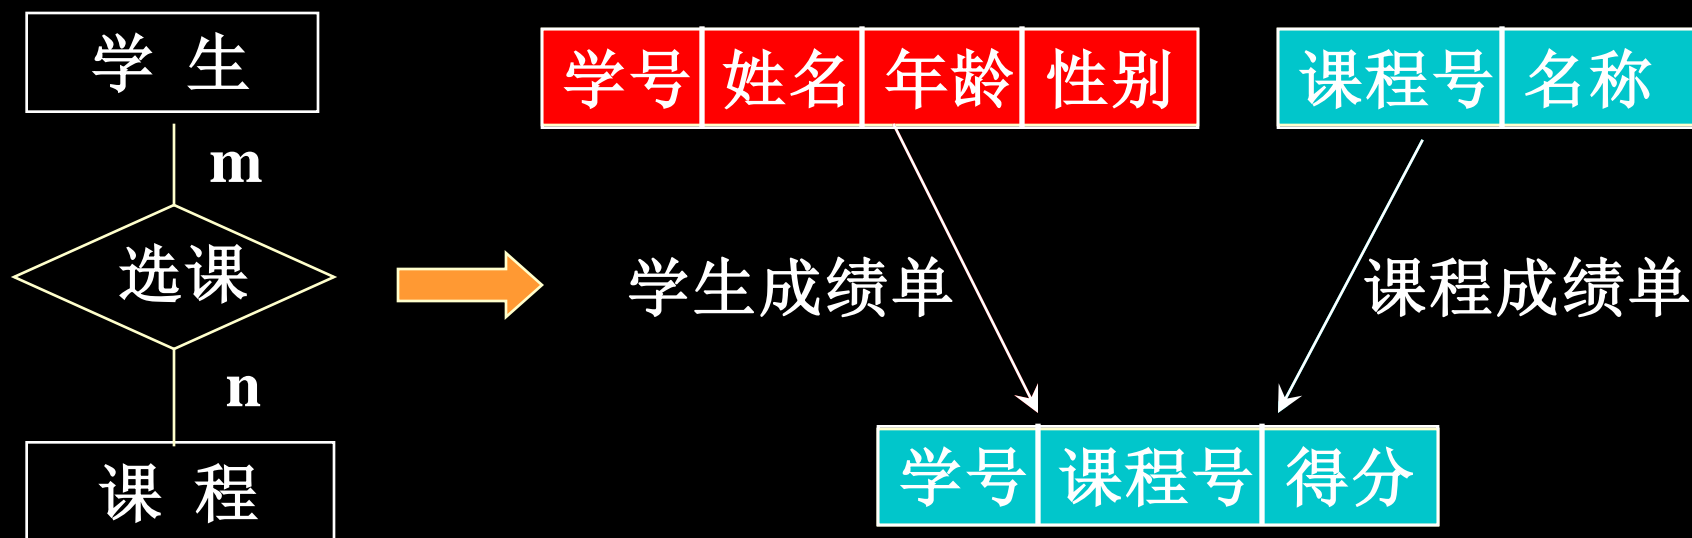 学 生
m
选课
n
课 程
学号 姓名 年龄 性别
课程号 名称
学生成绩单
课程成绩单
学号 课程号 得分